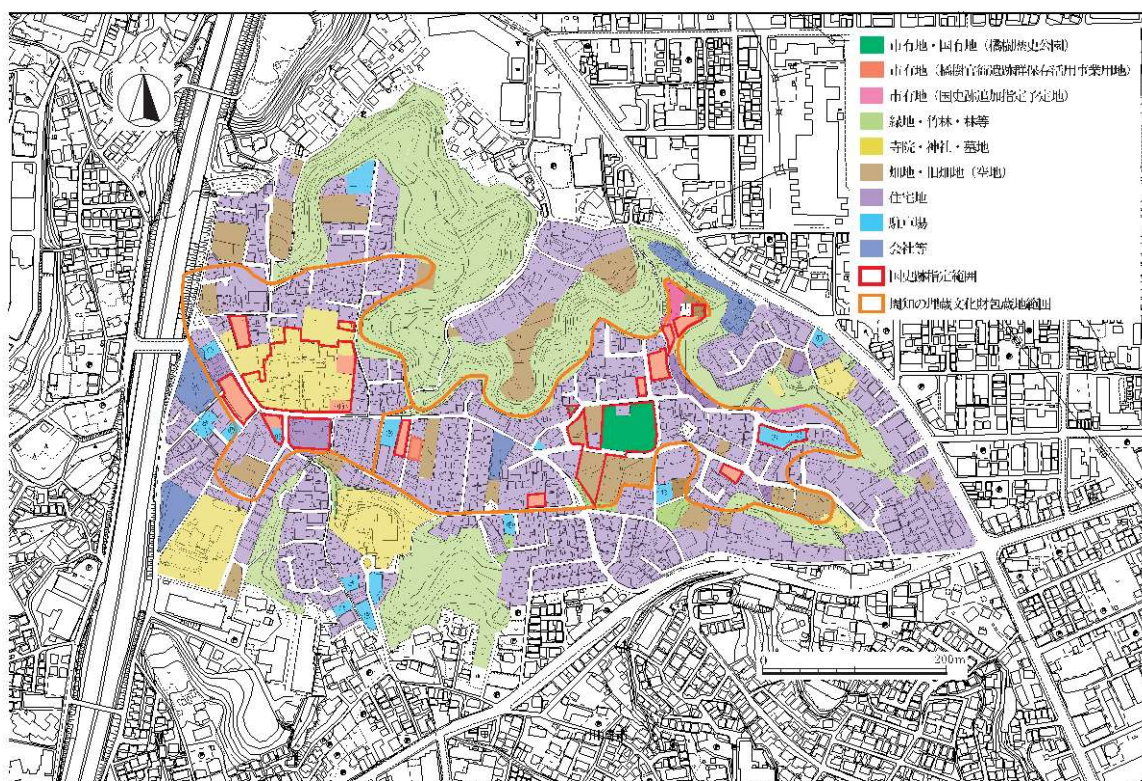 市有地・国有地（橘樹歴史公園）
市有地（橘樹官衙遺跡群保存活用事業用地）
市有地（国史跡追加指定予定地）
緑地・竹林・林等
寺院・神社・墓地
畑地・旧畑地（空地）
住宅地
駐車場
会社等
国史跡指定範囲
周知の埋蔵文化財包蔵地範囲
0
200m